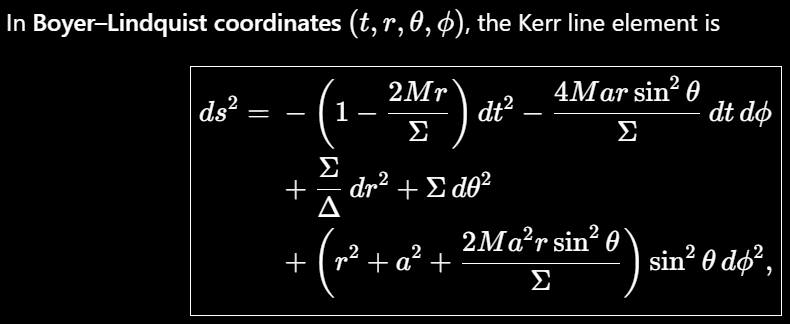 In Boyer–Lindquist coordinates (t, r, θ, ϕ), the Kerr line element is
ds² = − (1 − 2Mr/Σ) dt² − 4Mar sin² θ/Σ dt dϕ
+ Σ/Δ dr² + Σ dθ²
+ (r² + a² + 2Ma²r sin² θ/Σ) sin² θ dϕ²,